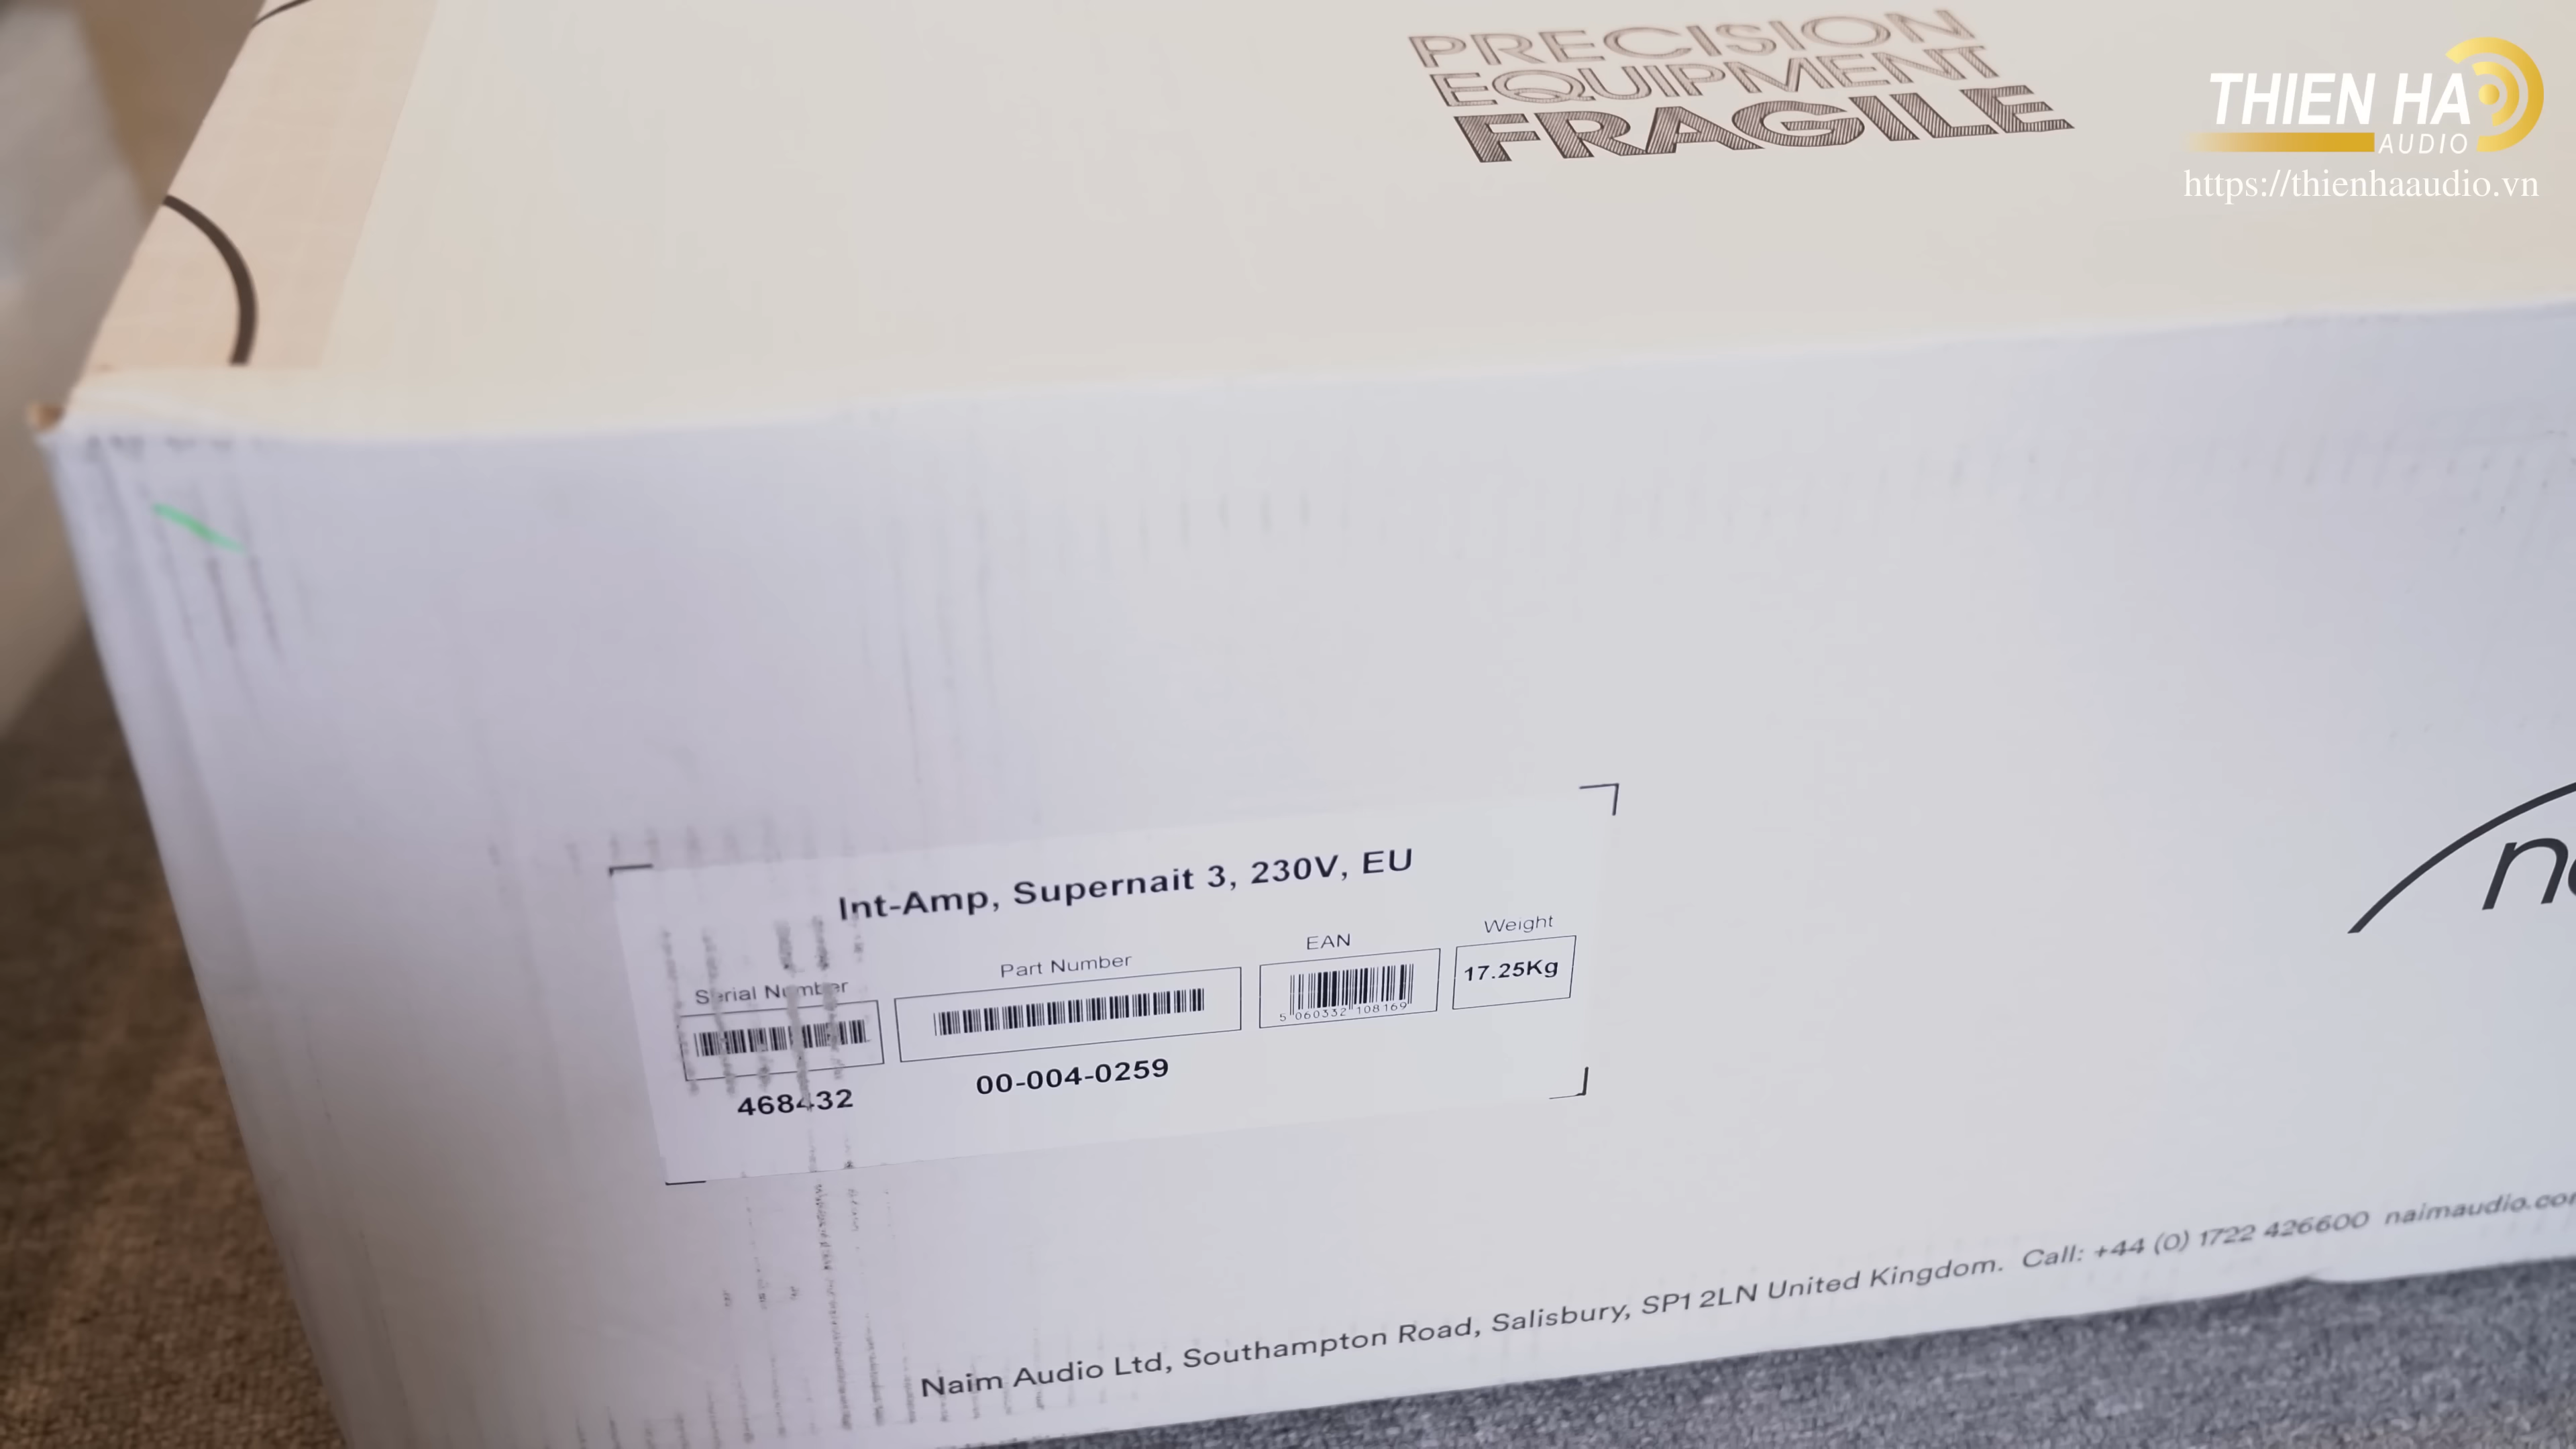 PRECISION
EQUIPMENT
FRAGILE
THIEN HA
AUDIO
https://thienhaaudio.vn
Int-Amp, Supernait 3, 230V, EU
Serial Number
Part Number
EAN
Weight
17.25Kg
5 060332 108169
468432
00-004-0259
Naim Audio Ltd, Southampton Road, Salisbury, SP1 2LN United Kingdom. Call: +44 (0) 1722 426600 naimaudio.co